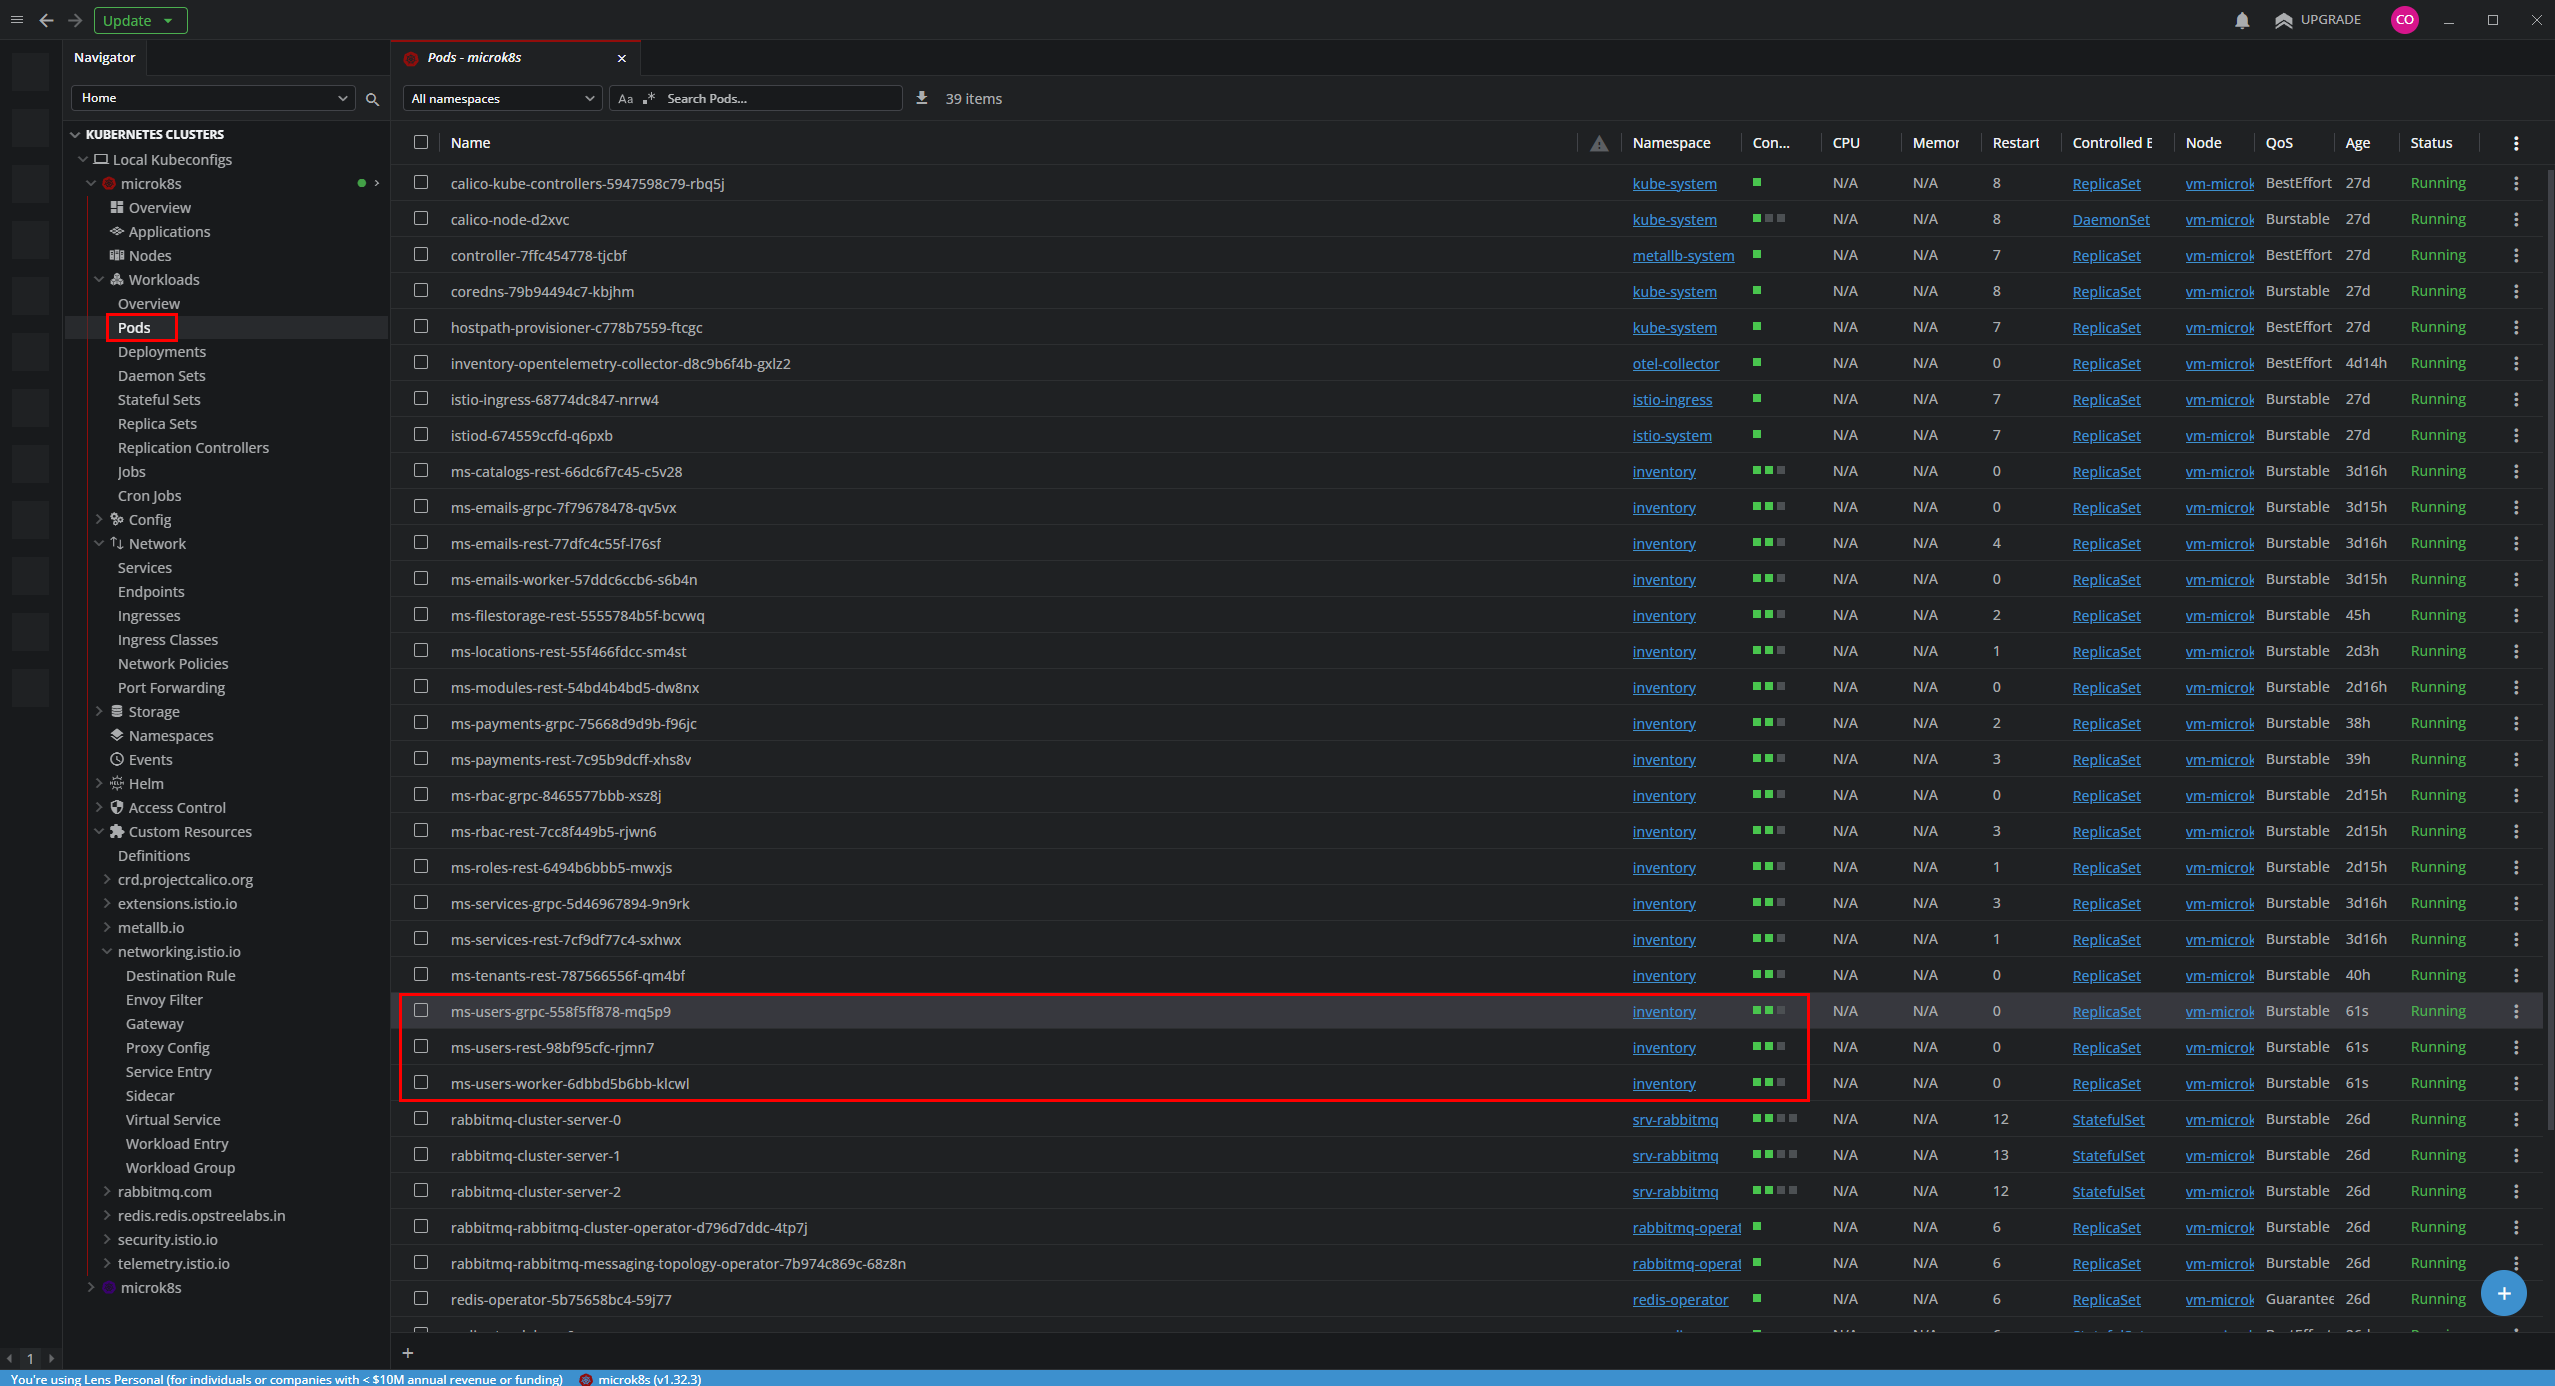 Update
UPGRADE
CO
Navigator
Pods - microk8s
Home
All namespaces
Aa .* Search Pods...
39 items
KUBERNETES CLUSTERS
Local Kubeconfigs
microk8s
Overview
Applications
Nodes
Workloads
Overview
Pods
Deployments
Daemon Sets
Stateful Sets
Replica Sets
Replication Controllers
Jobs
Cron Jobs
Config
Network
Services
Endpoints
Ingresses
Ingress Classes
Network Policies
Port Forwarding
Storage
Namespaces
Events
Helm
Access Control
Custom Resources
Definitions
crd.projectcalico.org
extensions.istio.io
metallb.io
networking.istio.io
Destination Rule
Envoy Filter
Gateway
Proxy Config
Service Entry
Sidecar
Virtual Service
Workload Entry
Workload Group
rabbitmq.com
redis.redis.opstreelabs.in
security.istio.io
telemetry.istio.io
microk8s
Name Namespace Con... CPU Memor Restart Controlled B Node QoS Age Status
calico-kube-controllers-5947598c79-rbq5j kube-system N/A N/A 8 ReplicaSet vm-microk BestEffort 27d Running
calico-node-d2xvc kube-system N/A N/A 8 DaemonSet vm-microk Burstable 27d Running
controller-7ffc454778-tjcbf metallb-system N/A N/A 7 ReplicaSet vm-microk BestEffort 27d Running
coredns-79b94494c7-kbjhm kube-system N/A N/A 8 ReplicaSet vm-microk Burstable 27d Running
hostpath-provisioner-c778b7559-ftcgc kube-system N/A N/A 7 ReplicaSet vm-microk BestEffort 27d Running
inventory-opentelemetry-collector-d8c9b6f4b-gxlz2 otel-collector N/A N/A 0 ReplicaSet vm-microk BestEffort 4d14h Running
istio-ingress-68774dc847-nrrw4 istio-ingress N/A N/A 7 ReplicaSet vm-microk Burstable 27d Running
istiod-674559ccfd-q6pxb istio-system N/A N/A 7 ReplicaSet vm-microk Burstable 27d Running
ms-catalogs-rest-66dc6f7c45-c5v28 inventory N/A N/A 0 ReplicaSet vm-microk Burstable 3d16h Running
ms-emails-grpc-7f79678478-qv5vx inventory N/A N/A 0 ReplicaSet vm-microk Burstable 3d15h Running
ms-emails-rest-77dfc4c55f-l76sf inventory N/A N/A 4 ReplicaSet vm-microk Burstable 3d16h Running
ms-emails-worker-57ddc6ccb6-s6b4n inventory N/A N/A 0 ReplicaSet vm-microk Burstable 3d15h Running
ms-filestorage-rest-5555784b5f-bcvwq inventory N/A N/A 2 ReplicaSet vm-microk Burstable 45h Running
ms-locations-rest-55f466fdcc-sm4st inventory N/A N/A 1 ReplicaSet vm-microk Burstable 2d3h Running
ms-modules-rest-54bd4b4bd5-dw8nx inventory N/A N/A 0 ReplicaSet vm-microk Burstable 2d16h Running
ms-payments-grpc-75668d9d9b-f96jc inventory N/A N/A 2 ReplicaSet vm-microk Burstable 38h Running
ms-payments-rest-7c95b9dcff-xhs8v inventory N/A N/A 3 ReplicaSet vm-microk Burstable 39h Running
ms-rbac-grpc-8465577bbb-xsz8j inventory N/A N/A 0 ReplicaSet vm-microk Burstable 2d15h Running
ms-rbac-rest-7cc8f449b5-rjwn6 inventory N/A N/A 3 ReplicaSet vm-microk Burstable 2d15h Running
ms-roles-rest-6494b6bbb5-mwxjs inventory N/A N/A 1 ReplicaSet vm-microk Burstable 2d15h Running
ms-services-grpc-5d46967894-9n9rk inventory N/A N/A 3 ReplicaSet vm-microk Burstable 3d16h Running
ms-services-rest-7cf9df77c4-sxhwx inventory N/A N/A 1 ReplicaSet vm-microk Burstable 3d16h Running
ms-tenants-rest-787566556f-qm4bf inventory N/A N/A 0 ReplicaSet vm-microk Burstable 40h Running
ms-users-grpc-558f5ff878-mq5p9 inventory N/A N/A 0 ReplicaSet vm-microk Burstable 61s Running
ms-users-rest-98bf95cfc-rjmn7 inventory N/A N/A 0 ReplicaSet vm-microk Burstable 61s Running
ms-users-worker-6dbbd5b6bb-klcwl inventory N/A N/A 0 ReplicaSet vm-microk Burstable 61s Running
rabbitmq-cluster-server-0 srv-rabbitmq N/A N/A 12 StatefulSet vm-microk Burstable 26d Running
rabbitmq-cluster-server-1 srv-rabbitmq N/A N/A 13 StatefulSet vm-microk Burstable 26d Running
rabbitmq-cluster-server-2 srv-rabbitmq N/A N/A 12 StatefulSet vm-microk Burstable 26d Running
rabbitmq-rabbitmq-cluster-operator-d796d7ddc-4tp7j rabbitmq-operat N/A N/A 6 ReplicaSet vm-microk Burstable 26d Running
rabbitmq-rabbitmq-messaging-topology-operator-7b974c869c-68z8n rabbitmq-operat N/A N/A 6 ReplicaSet vm-microk Burstable 26d Running
redis-operator-5b75658bc4-59j77 redis-operator N/A N/A 6 ReplicaSet vm-microk Guarantee 26d Running
1
You're using Lens Personal (for individuals or companies with < $10M annual revenue or funding) microk8s (v1.32.3)